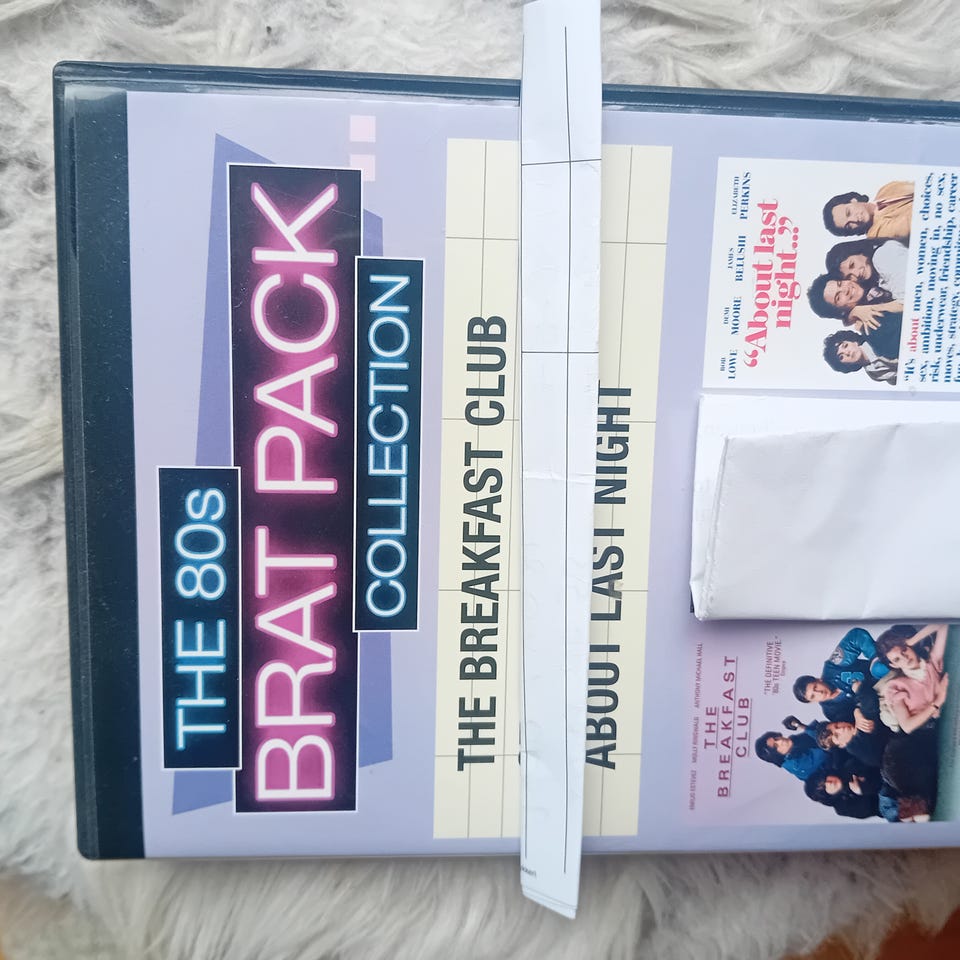 THE 80s
BRAT PACK
COLLECTION
THE BREAKFAST CLUB
ABOUT LAST NIGHT
EMILIO ESTEVEZ MOLLY RINGWALD ANTHONY MICHAEL HALL
THE
BREAKFAST
CLUB
"THE DEFINITIVE
'80s TEEN MOVIE."
ROB
LOWE
DEMI
MOORE
JAMES
BELUSHI
ELIZABETH
PERKINS
“About last
night...”
“It's about men, women, choices,
sex, ambition, moving in, no sex,
risk, underwear, friendship, career
moves, strategy,